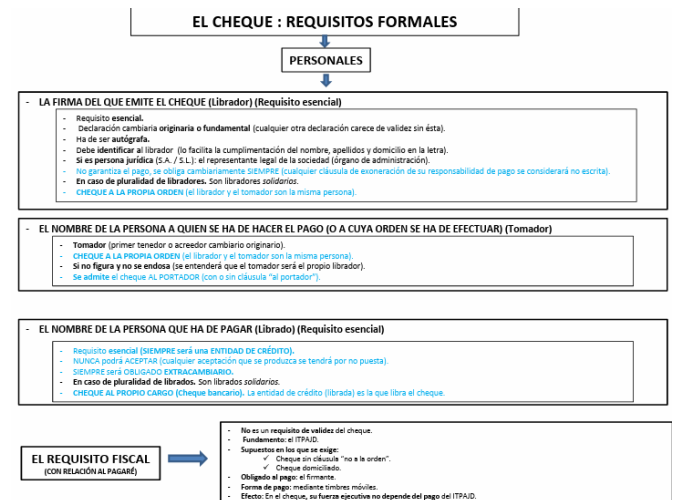 EL CHEQUE : REQUISITOS FORMALES
PERSONALES
- LA FIRMA DEL QUE EMITE EL CHEQUE (Librador) (Requisito esencial)
- Requisito esencial.
- Declaración cambiaria originaria o fundamental (cualquier otra declaración carece de validez sin ésta).
- Ha de ser autógrafa.
- Debe identificar al librador (lo facilita la cumplimentación del nombre, apellidos y domicilio en la letra).
- Si es persona jurídica (S.A. / S.L.): el representante legal de la sociedad (órgano de administración).
- No garantiza el pago, se obliga cambiariamente SIEMPRE (cualquier cláusula de exoneración de su responsabilidad de pago se considerará no escrita).
- En caso de pluralidad de libradores. Son libradores solidarios.
- CHEQUE A LA PROPIA ORDEN (el librador y el tomador son la misma persona).
- EL NOMBRE DE LA PERSONA A QUIEN SE HA DE HACER EL PAGO (O A CUYA ORDEN SE HA DE EFECTUAR) (Tomador)
- Tomador (primer tenedor o acreedor cambiario originario).
- CHEQUE A LA PROPIA ORDEN (el librador y el tomador son la misma persona).
- Si no figura y no se endosa (se entenderá que el tomador será el propio librador).
- Se admite el cheque AL PORTADOR (con o sin cláusula "al portador").
- EL NOMBRE DE LA PERSONA QUE HA DE PAGAR (Librado) (Requisito esencial)
- Requisito esencial (SIEMPRE será una ENTIDAD DE CRÉDITO).
- NUNCA podrá ACEPTAR (cualquier aceptación que se produzca se tendrá por no puesta).
- SIEMPRE será OBLIGADO EXTRACAMBIARIO.
- En caso de pluralidad de librados. Son librados solidarios.
- CHEQUE AL PROPIO CARGO (Cheque bancario). La entidad de crédito (librada) es la que libra el cheque.
EL REQUISITO FISCAL
(CON RELACIÓN AL PAGARÉ)
- No es un requisito de validez del cheque.
- Fundamento: el ITPAJD.
- Supuestos en los que se exige:
✓ Cheque sin cláusula "no a la orden".
✓ Cheque domiciliado.
- Obligado al pago: el firmante.
- Forma de pago: mediante timbres móviles.
- Efecto: En el cheque, su fuerza ejecutiva no depende del pago del ITPAJD.